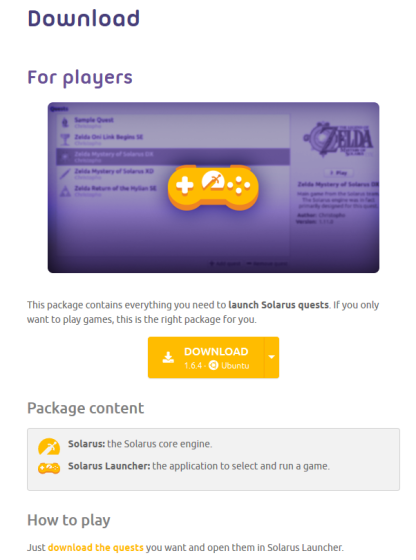 Download
For players
Quests
Sample Quest
Christopho
Zelda Oni Link Begins SE
Christopho
Zelda Mystery of Solarus DX
Christopho
Zelda Mystery of Solarus XD
Christopho
Zelda Return of the Hylian SE
Christopho
ZELDA
Play
Zelda Mystery of Solarus DX
This package contains everything you need to launch Solarus quests. If you only
want to play games, this is the right package for you.
DOWNLOAD
1.6.4 - Ubuntu
Package content
Solarus: the Solarus core engine.
Solarus Launcher: the application to select and run a game.
How to play
Just download the quests you want and open them in Solarus Launcher.